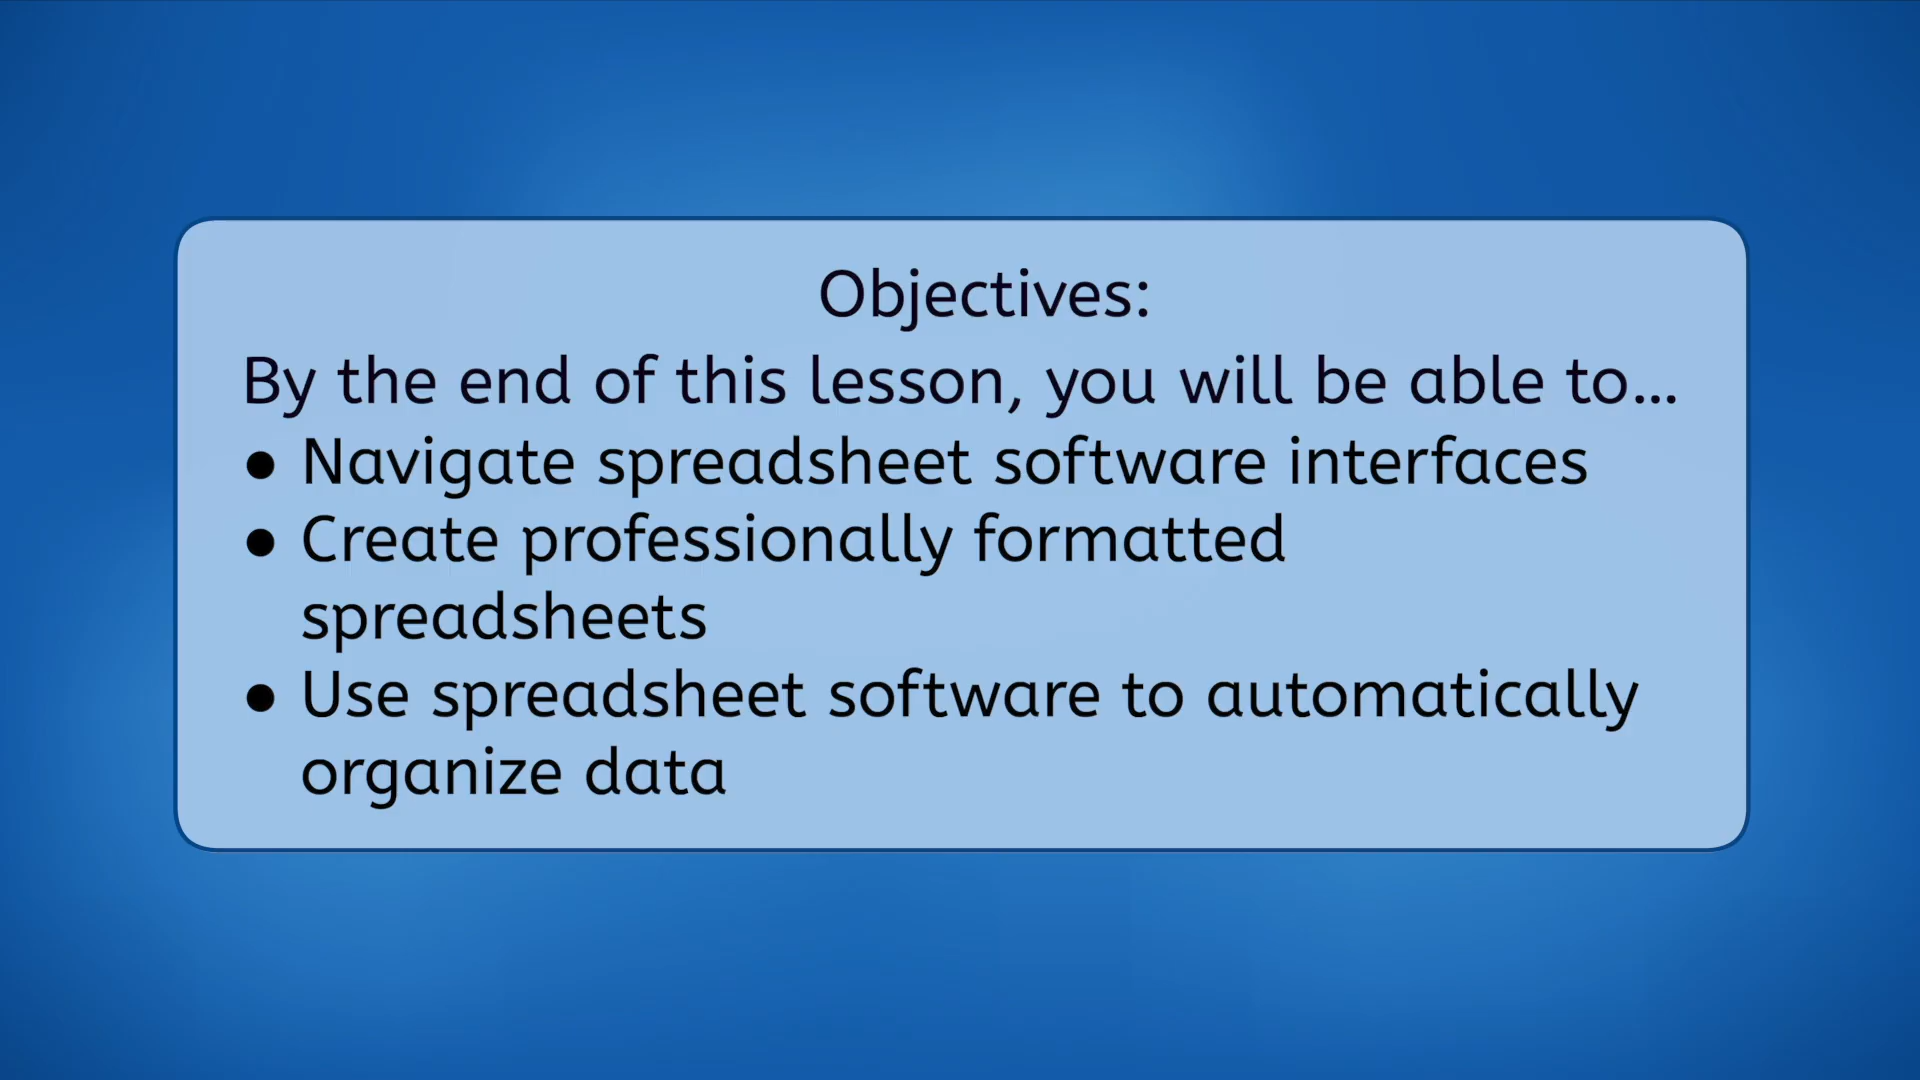 Objectives:
By the end of this lesson, you will be able to...
● Navigate spreadsheet software interfaces
● Create professionally formatted
spreadsheets
● Use spreadsheet software to automatically
organize data